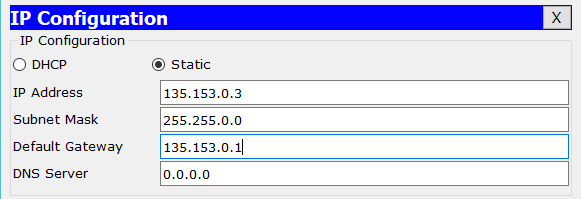 IP Configuration X
IP Configuration
DHCP Static
IP Address 135.153.0.3
Subnet Mask 255.255.0.0
Default Gateway 135.153.0.1
DNS Server 0.0.0.0